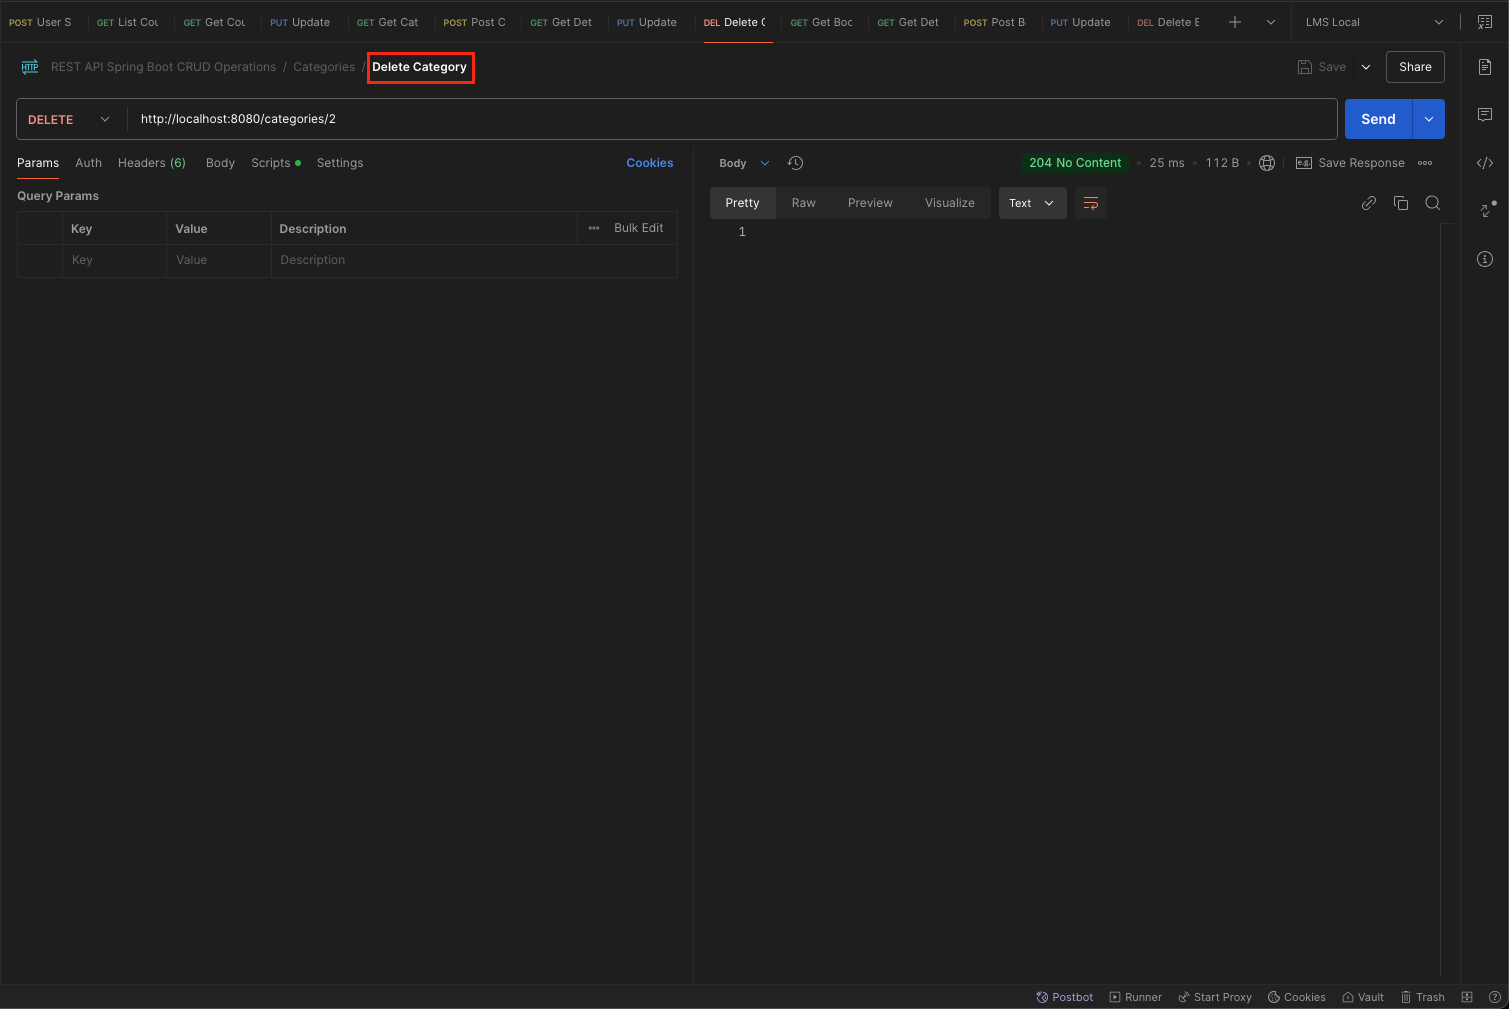 POST User S GET List Cou GET Get Cou PUT Update GET Get Cat POST Post C GET Get Det PUT Update DEL Delete C GET Get Boo GET Get Det POST Post B PUT Update DEL Delete B LMS Local
HTTP REST API Spring Boot CRUD Operations / Categories / Delete Category Save Share
DELETE http://localhost:8080/categories/2 Send
Params Auth Headers (6) Body Scripts Settings Cookies
Body 204 No Content 25 ms 112 B e.g. Save Response
Query Params
Pretty Raw Preview Visualize Text
Key Value Description Bulk Edit
1
Key Value Description
Postbot Runner Start Proxy Cookies Vault Trash